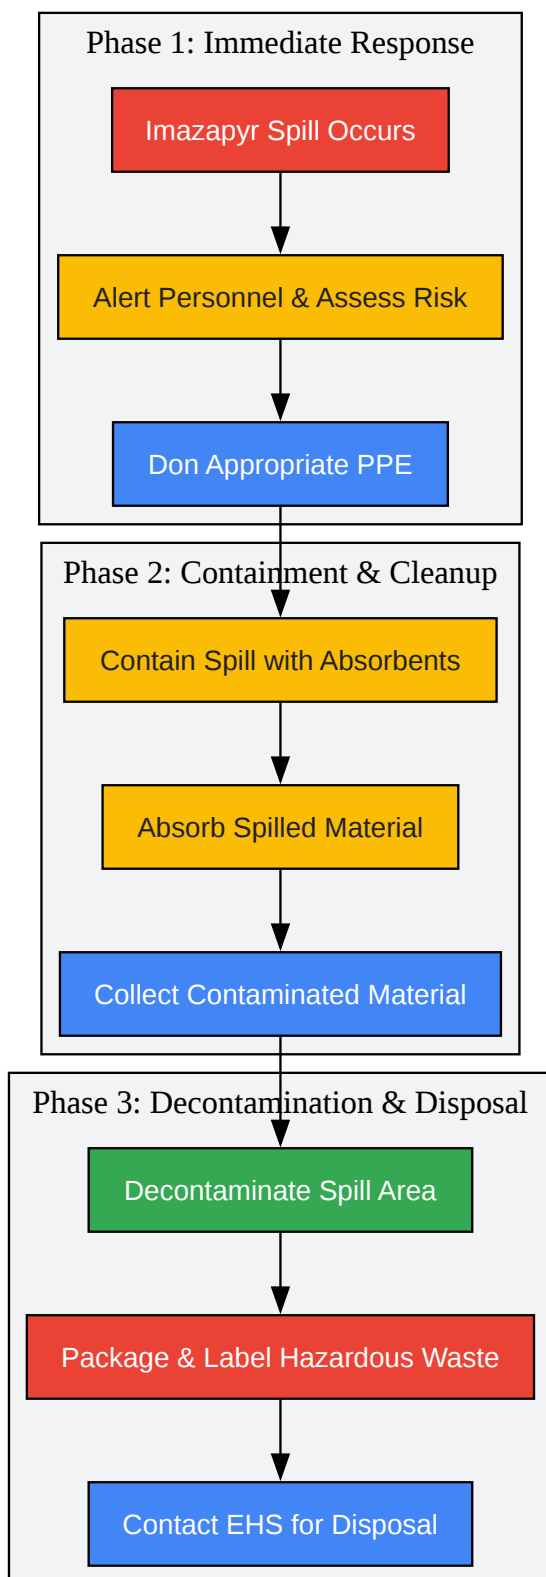 Phase 1: Immediate Response
Imazapyr Spill Occurs
Alert Personnel & Assess Risk
Don Appropriate PPE
Phase 2: Containment & Cleanup
Contain Spill with Absorbents
Absorb Spilled Material
Collect Contaminated Material
Phase 3: Decontamination & Disposal
Decontaminate Spill Area
Package & Label Hazardous Waste
Contact EHS for Disposal